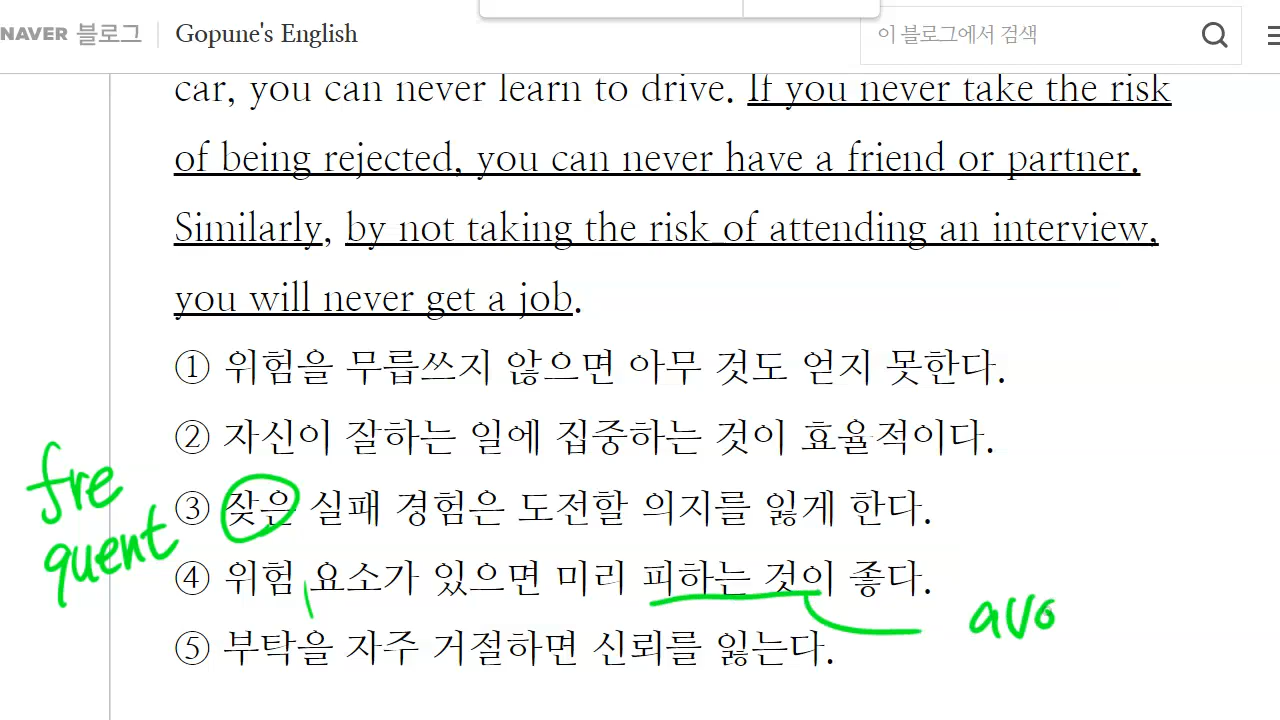 NAVER 블로그 Gopune's English 이 블로그에서 검색
car, you can never learn to drive. If you never take the risk
of being rejected, you can never have a friend or partner.
Similarly, by not taking the risk of attending an interview,
you will never get a job.
① 위험을 무릅쓰지 않으면 아무 것도 얻지 못한다.
② 자신이 잘하는 일에 집중하는 것이 효율적이다.
fre
③ 잦은 실패 경험은 도전할 의지를 잃게 한다.
quent
④ 위험 요소가 있으면 미리 피하는 것이 좋다.
avo
⑤ 부탁을 자주 거절하면 신뢰를 잃는다.